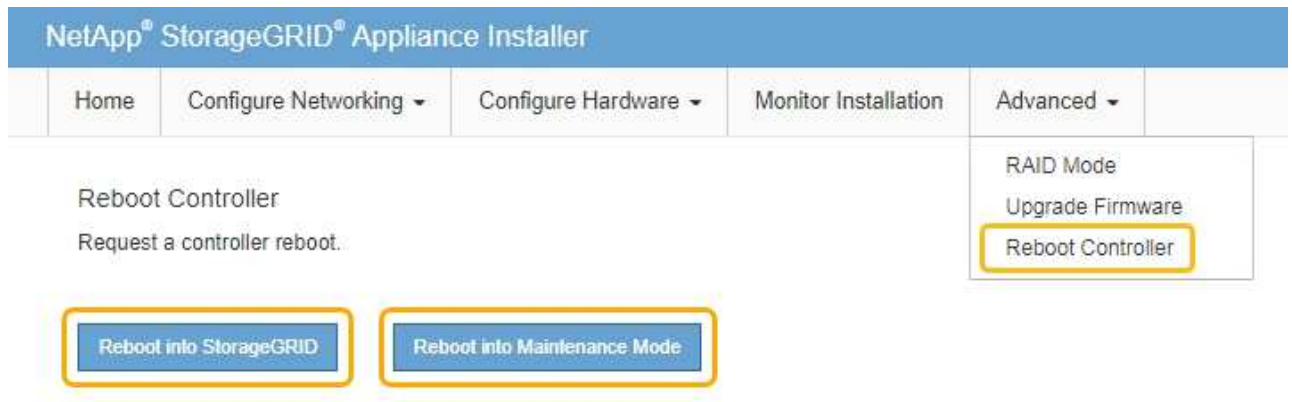 NetApp® StorageGRID® Appliance Installer
Home Configure Networking Configure Hardware Monitor Installation Advanced
RAID Mode
Upgrade Firmware
Reboot Controller
Reboot Controller
Request a controller reboot.
Reboot into StorageGRID Reboot into Maintenance Mode